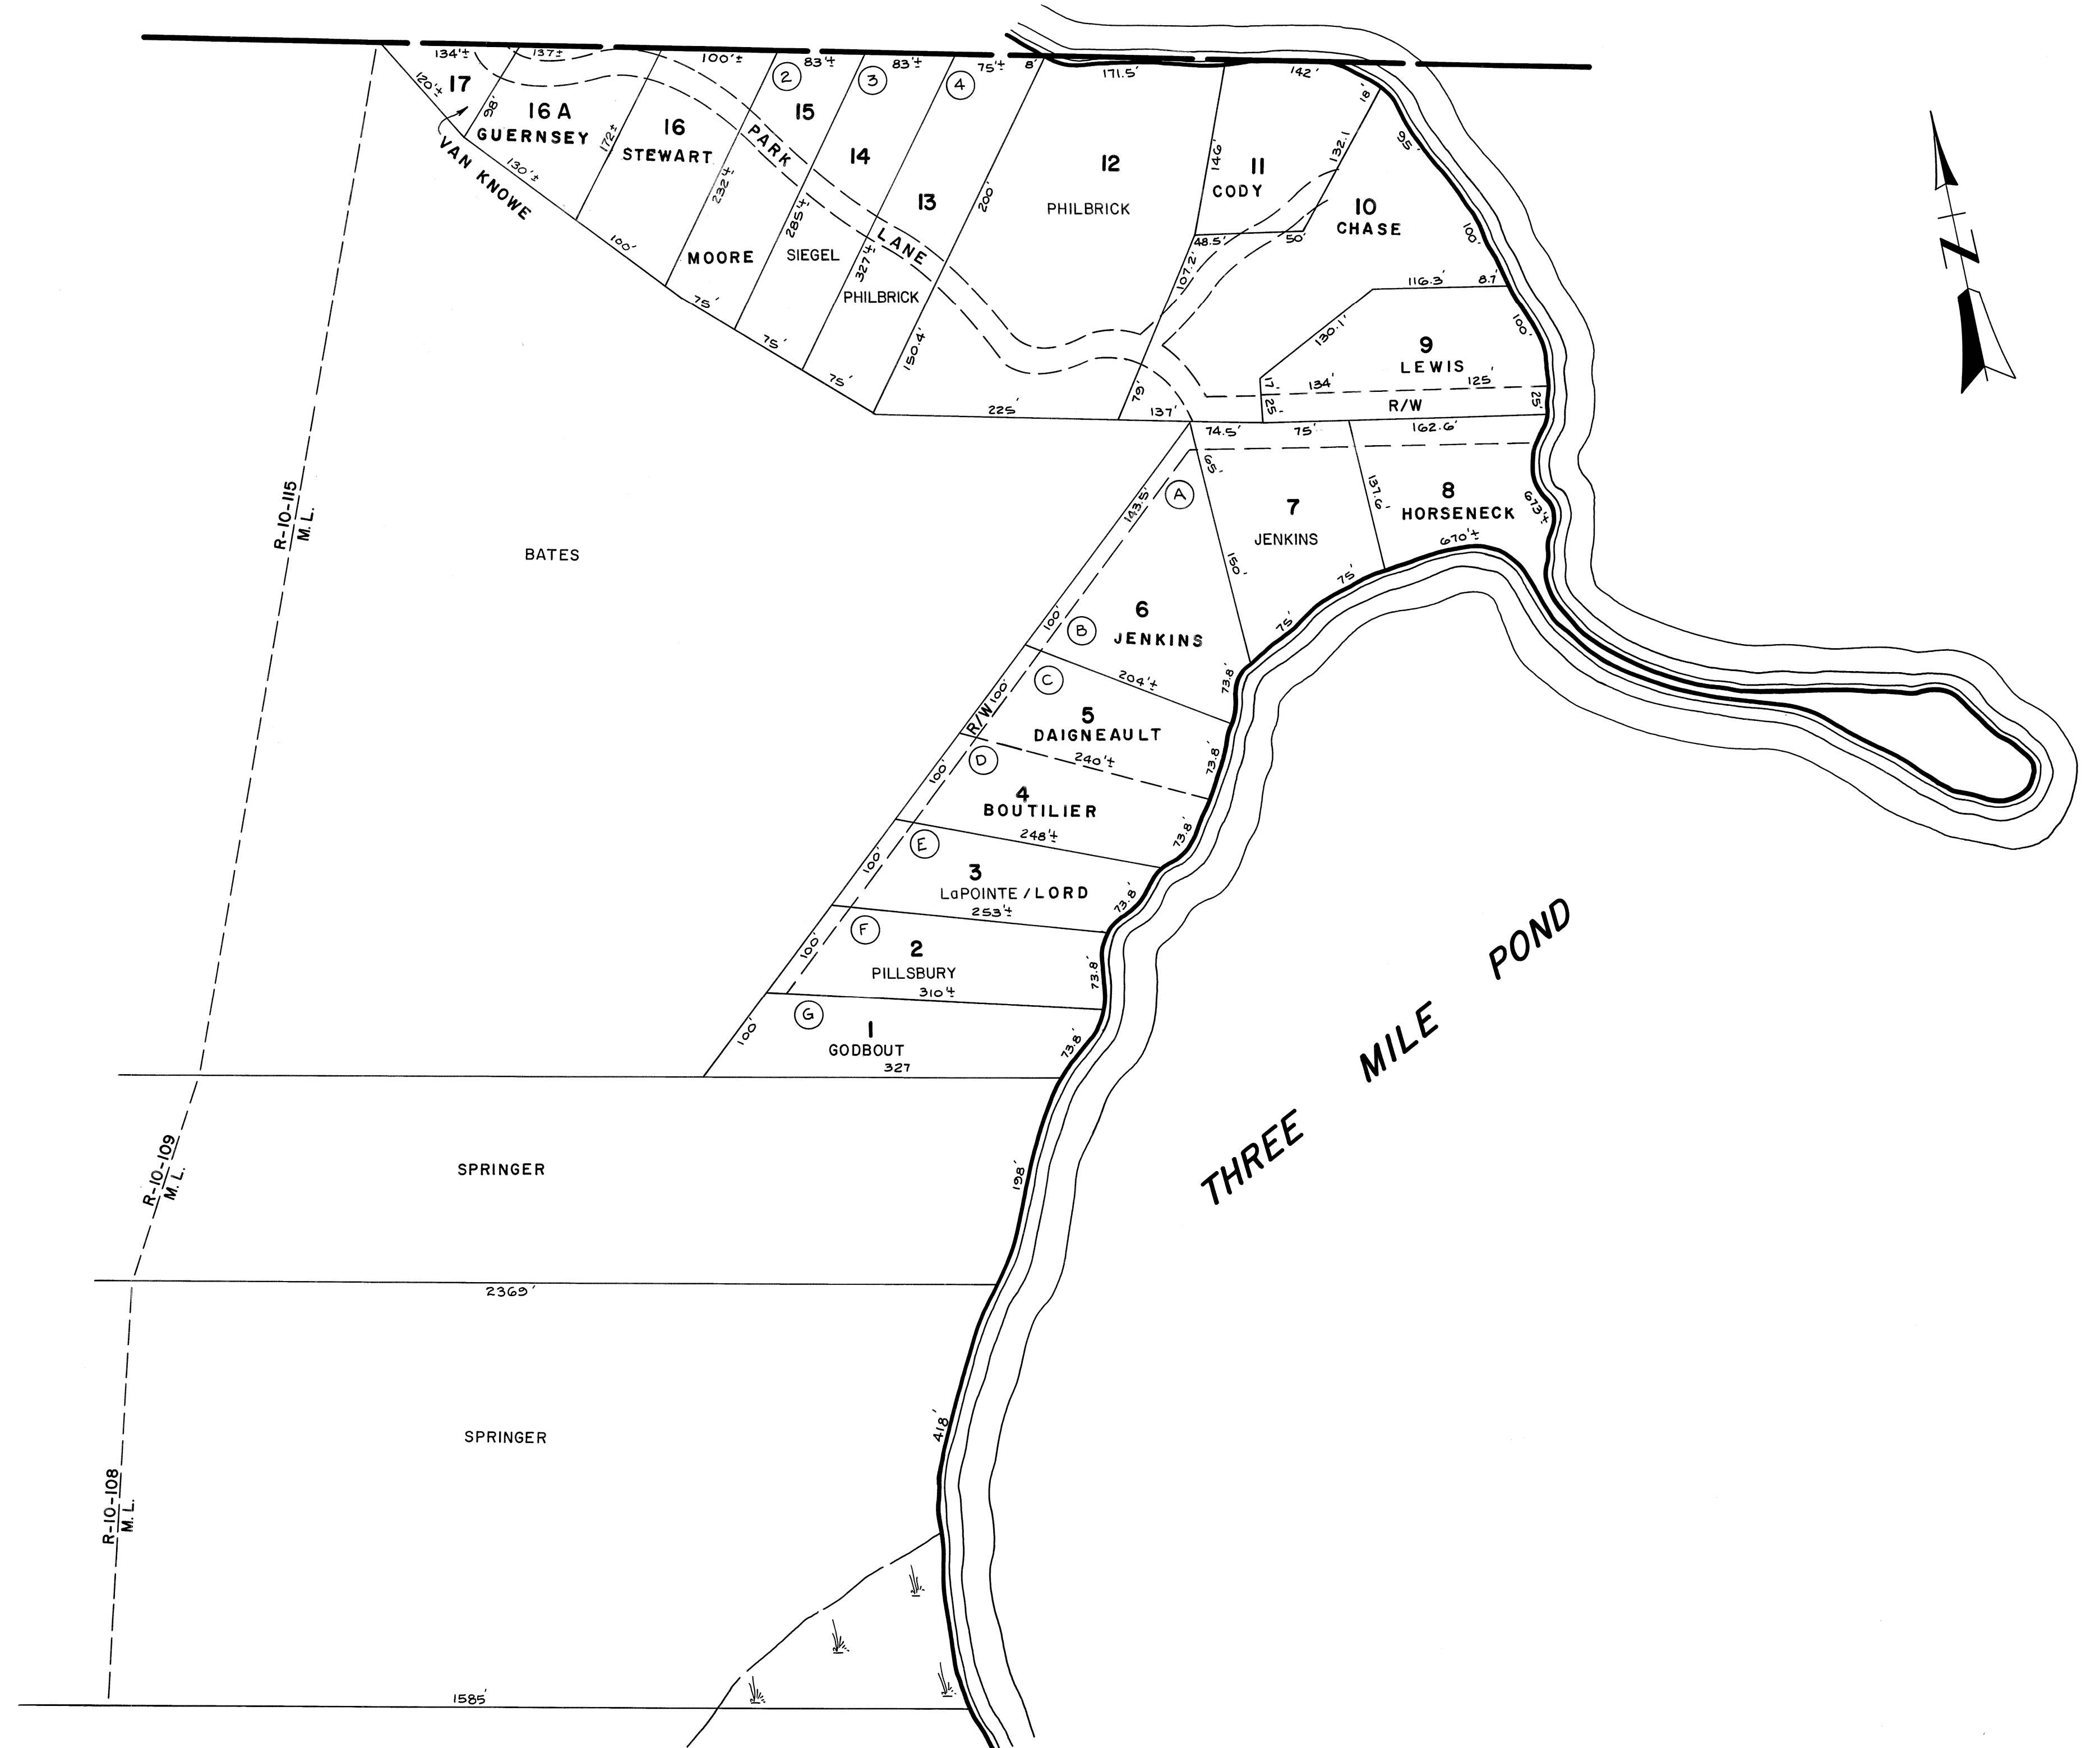 134'±
137±
100'±
83'±
83'±
75'±
8'
171.5'
142'
18'
2
3
4
120'±
17
98'
16 A
GUERNSEY
VAN KNOWE
130'±
172±
16
STEWART
232'±
PARK
LANE
15
14
13
285'±
327'±
200'
MOORE
SIEGEL
PHILBRICK
100'
75'
75'
75'
150.4'
12
PHILBRICK
146'
11
CODY
132.1
95'
10
CHASE
100'
48.5'
50'
107.2'
116.3'
8.7'
130.1'
100'
9
LEWIS
17'
134'
125'
25'
R/W
25'
225'
79'
137'
74.5'
75'
162.6'
N
65'
A
143.5'
7
JENKINS
150'
137.6'
8
HORSENECK
673'±
670'±
75'
75'
R-10-115
M. L.
BATES
100'
B
6
JENKINS
C
204'±
73.8'
R/W
100'
5
DAIGNEAULT
D
240'±
73.8'
100'
4
BOUTILIER
E
248'±
73.8'
100'
3
LaPOINTE / LORD
253'±
F
73.8'
100'
2
PILLSBURY
310'±
73.8'
G
100'
1
GODBOUT
327
73.8'
THREE MILE POND
R-10-109
M. L.
SPRINGER
198'
2369'
SPRINGER
418'
R-10-108
M. L.
1585'